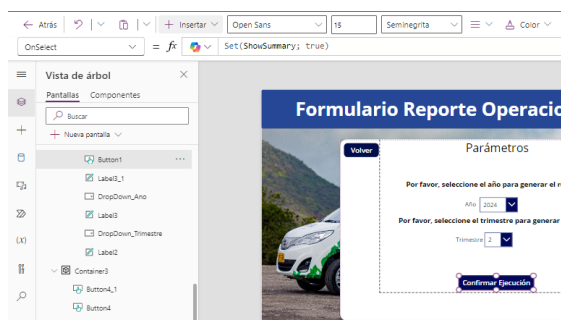 Atrás
Insertar
Open Sans
15
Seminegrita
Color
OnSelect
= fx
Set(ShowSummary; true)
Vista de árbol
Pantallas Componentes
Buscar
Nueva pantalla
Button1
Label3_1
DropDown_Ano
Label3
DropDown_Trimestre
Label2
Container3
Button4_1
Button4
Formulario Reporte Operacio
Volver
Parámetros
Por favor, seleccione el año para generar el r
Año 2024
Por favor, seleccione el trimestre para generar
Trimestre 2
Confirmar Ejecución